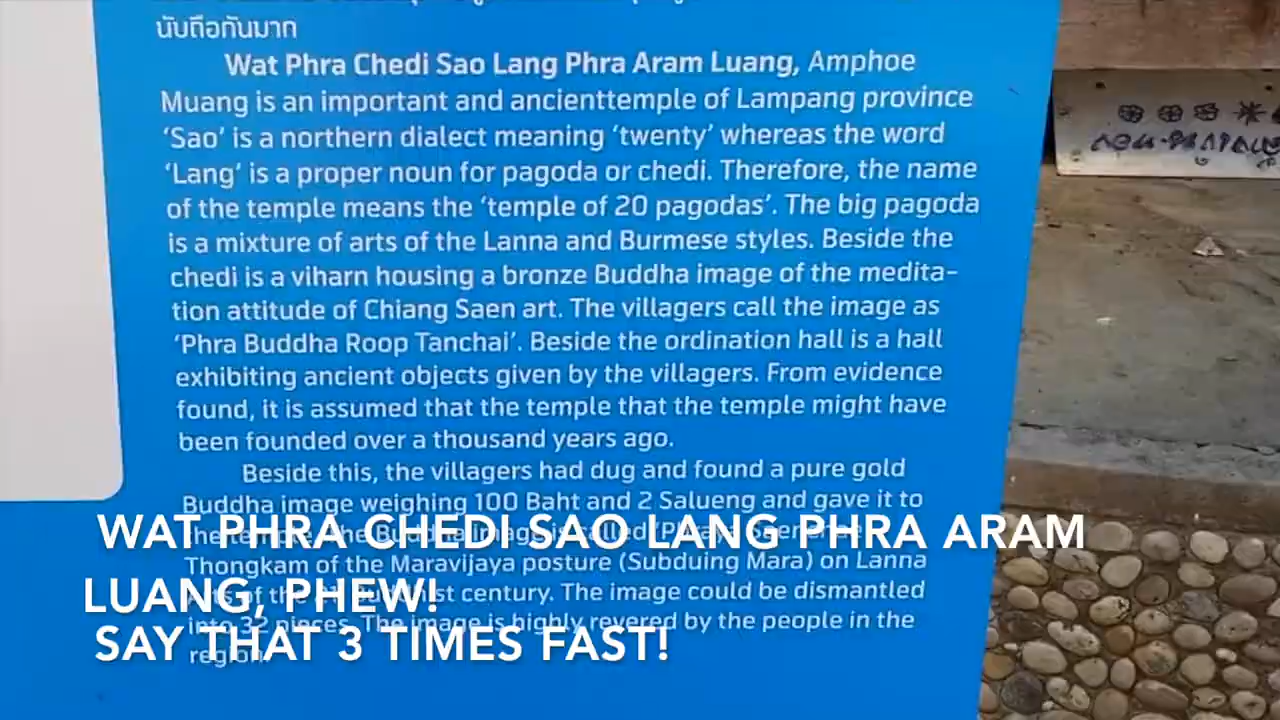 นับถือกันมาก
Wat Phra Chedi Sao Lang Phra Aram Luang, Amphoe
Muang is an important and ancienttemple of Lampang province
‘Sao’ is a northern dialect meaning ‘twenty’ whereas the word
‘Lang’ is a proper noun for pagoda or chedi. Therefore, the name
of the temple means the ‘temple of 20 pagodas’. The big pagoda
is a mixture of arts of the Lanna and Burmese styles. Beside the
chedi is a viharn housing a bronze Buddha image of the medita-
tion attitude of Chiang Saen art. The villagers call the image as
‘Phra Buddha Roop Tanchai’. Beside the ordination hall is a hall
exhibiting ancient objects given by the villagers. From evidence
found, it is assumed that the temple that the temple might have
been founded over a thousand years ago.
Beside this, the villagers had dug and found a pure gold
Buddha image weighing 100 Baht and 2 Salueng and gave it to
the temple. The Buddha image is called
Thongkam of the Maravijaya posture (Subduing Mara) on Lanna
of the Buddhist century. The image could be dismantled
into 32 pieces. The image is highly revered by the people in the
region.
WAT PHRA CHEDI SAO LANG PHRA ARAM
LUANG, PHEW!
SAY THAT 3 TIMES FAST!